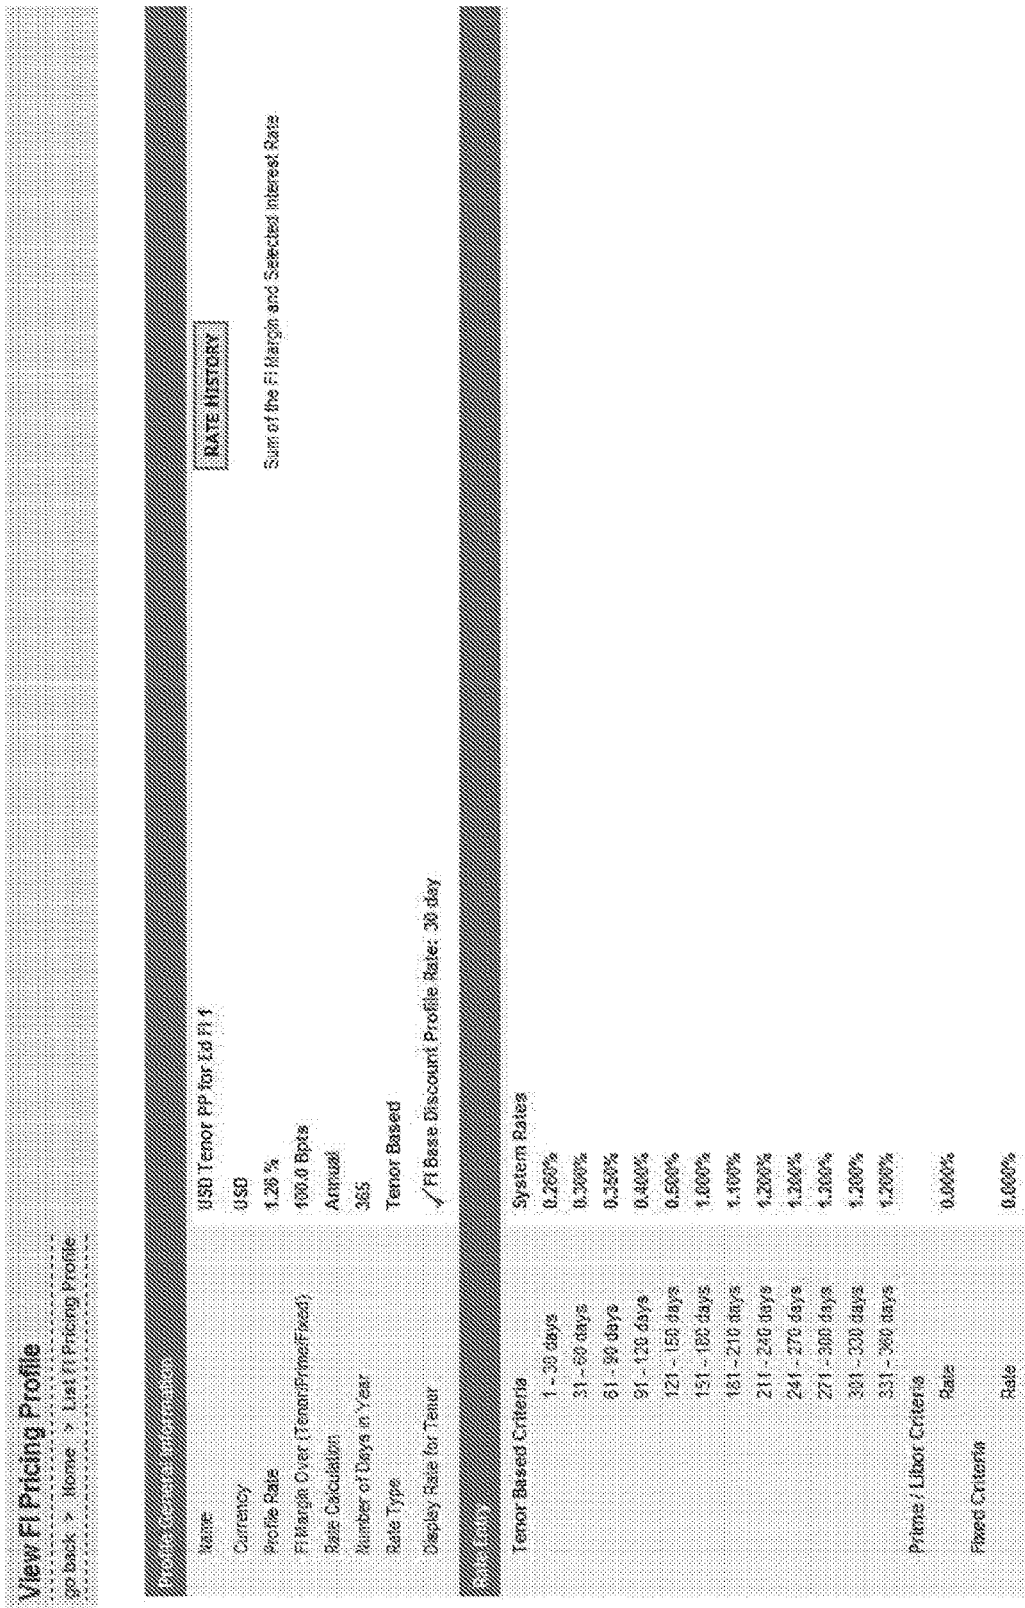 View FI Pricing Profile
go back > Home > List FI Pricing Profile
Name USD Tenor PP for Ed FI 1 RATE HISTORY
Currency USD
Profile Rate 1.26 % Sum of the FI Margin and Selected Interest Rate
FI Margin Over (Tenor/Prime/Fixed) 100.0 Bpts
Rate Calculation Annual
Number of Days in Year 365
Rate Type Tenor Based
Display Rate for Tenor ✓ FI Base Discount Profile Rate: 30 day
Tenor Based Criteria System Rates
1 - 30 days 0.260%
31 - 60 days 0.300%
61 - 90 days 0.350%
91 - 120 days 0.400%
121 - 150 days 0.500%
151 - 180 days 1.000%
181 - 210 days 1.100%
211 - 240 days 1.200%
241 - 270 days 1.200%
271 - 300 days 1.200%
301 - 330 days 1.200%
331 - 360 days 1.200%
Prime / Libor Criteria
Rate 0.000%
Fixed Criteria
Rate 0.000%